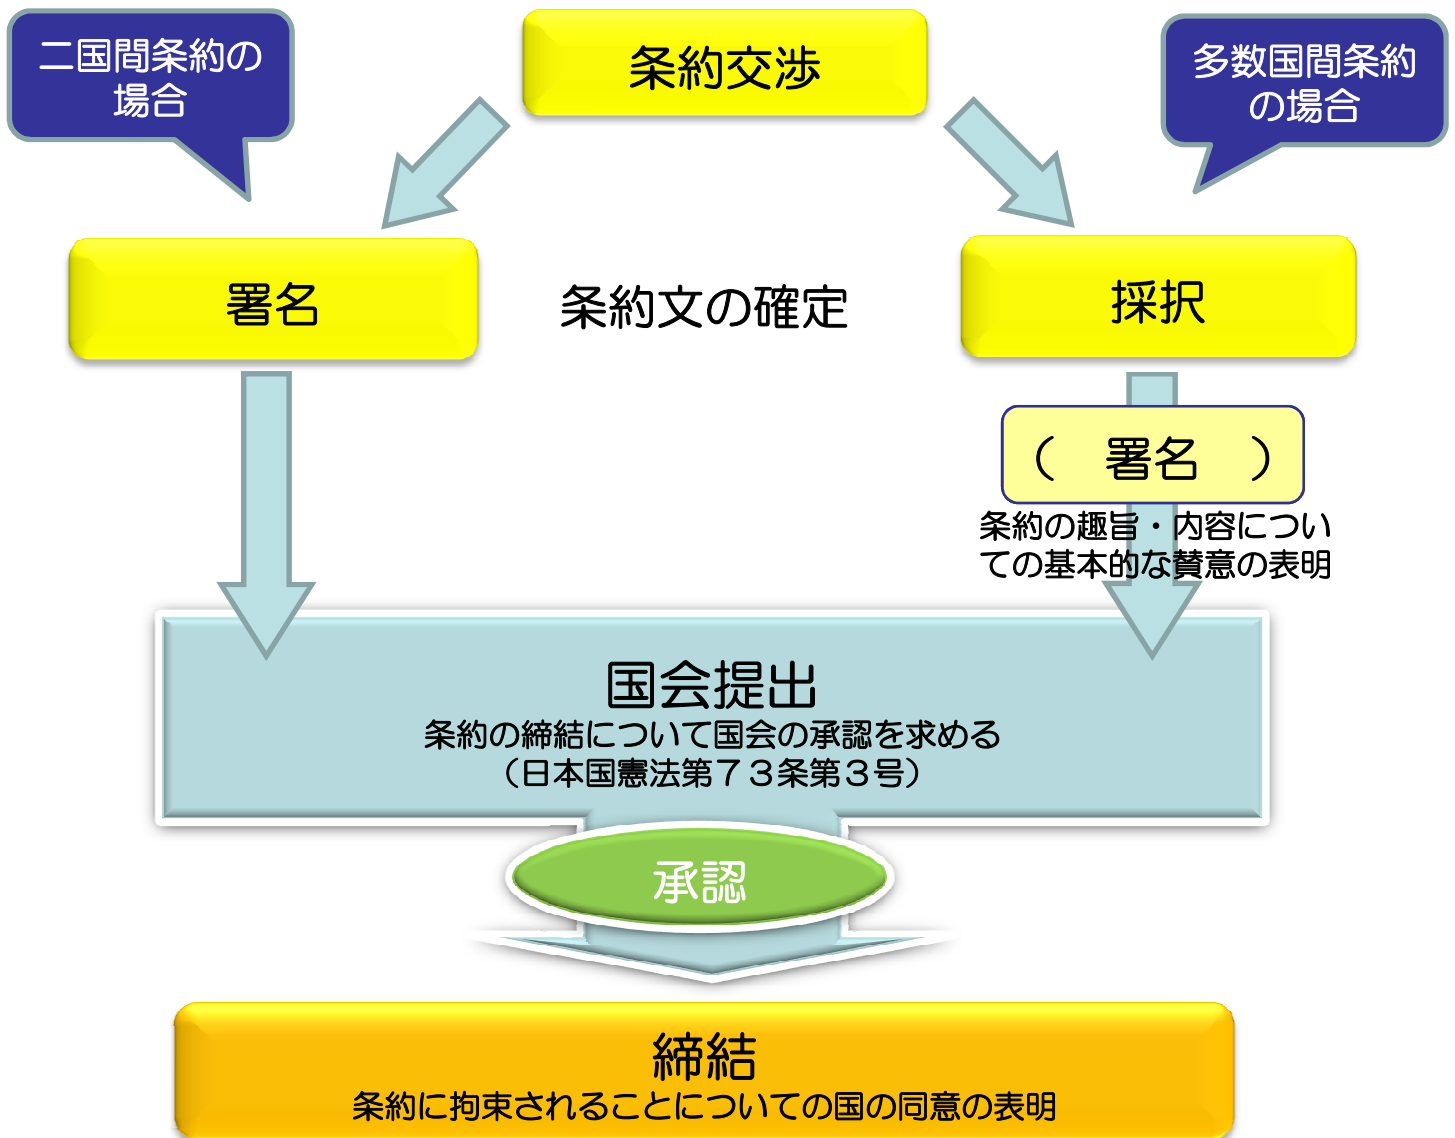 二国間条約の
場合
条約交渉
多数国間条約
の場合
署名
条約文の確定
採択
（　署名　）
条約の趣旨・内容につい
ての基本的な賛意の表明
国会提出
条約の締結について国会の承認を求める
（日本国憲法第７３条第３号）
承認
締結
条約に拘束されることについての国の同意の表明